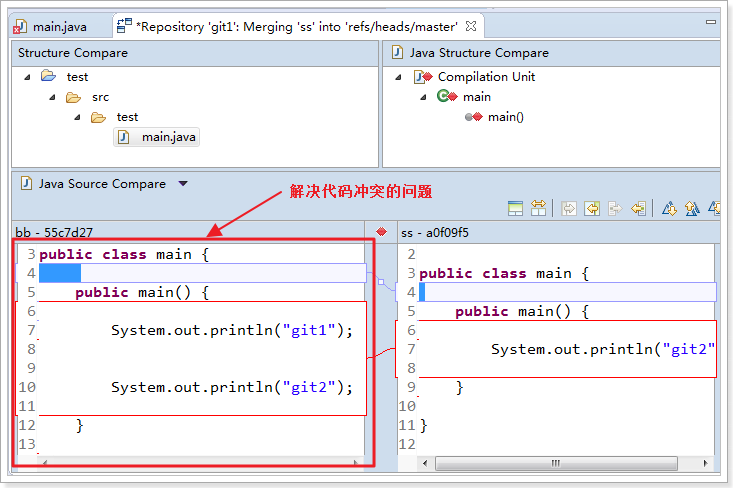 main.java
*Repository 'git1': Merging 'ss' into 'refs/heads/master'
Structure Compare
test
src
test
main.java
Java Structure Compare
Compilation Unit
main
main()
Java Source Compare
解决代码冲突的问题
bb - 55c7d27
3 public class main {
4
5 public main() {
6
7 System.out.println("git1");
8
9
10 System.out.println("git2");
11
12 }
13
ss - a0f09f5
2
3 public class main {
4
5 public main() {
6
7 System.out.println("git2"
8
9 }
10
11 }
12